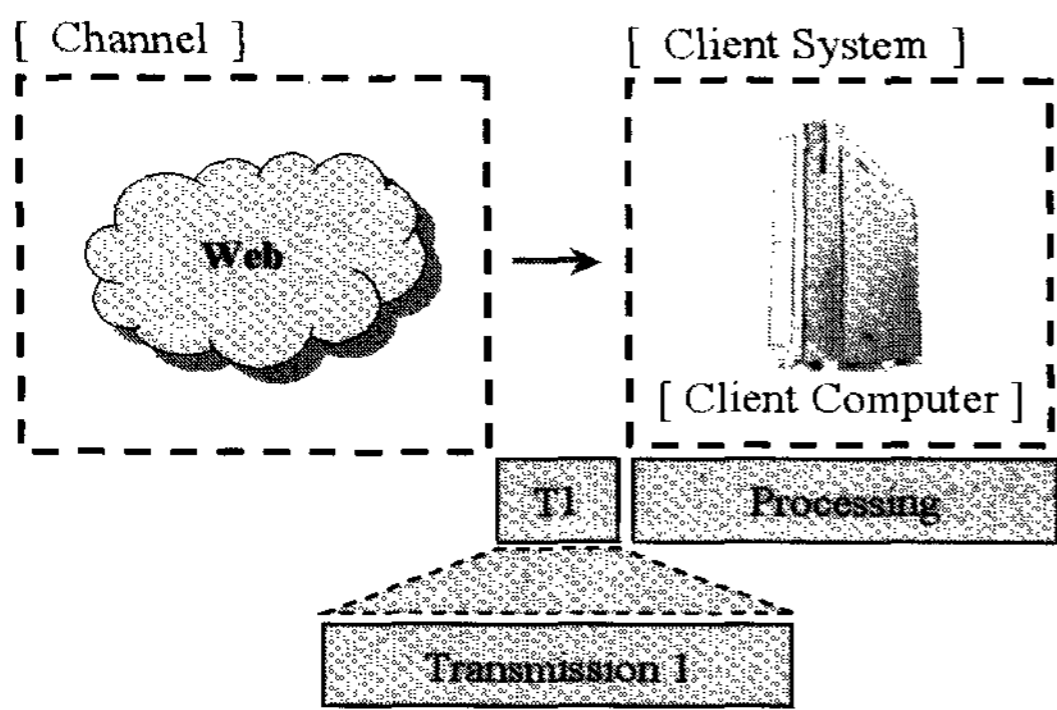 [ Channel ]
[ Client System ]
Web
[ Client Computer ]
T1
Processing
Transmission 1